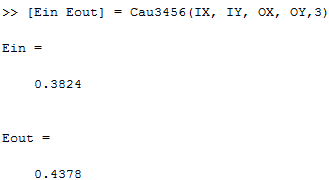 >> [Ein Eout] = Cau3456(IX, IY, OX, OY,3)
Ein =
0.3824
Eout =
0.4378